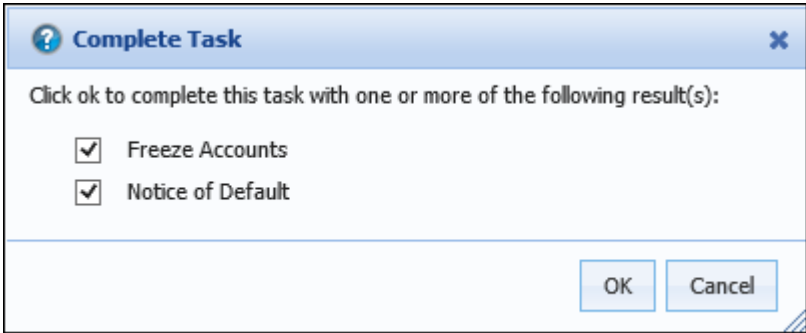 Complete Task
Click ok to complete this task with one or more of the following result(s):
Freeze Accounts
Notice of Default
OK Cancel